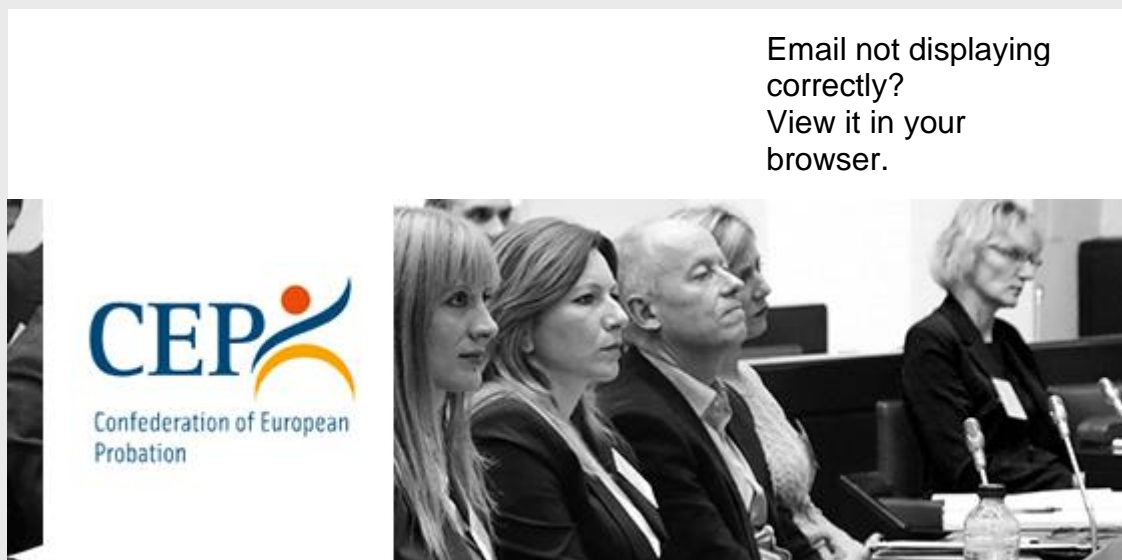 Email not displaying
correctly?
View it in your
browser.
CEP
Confederation of European
Probation